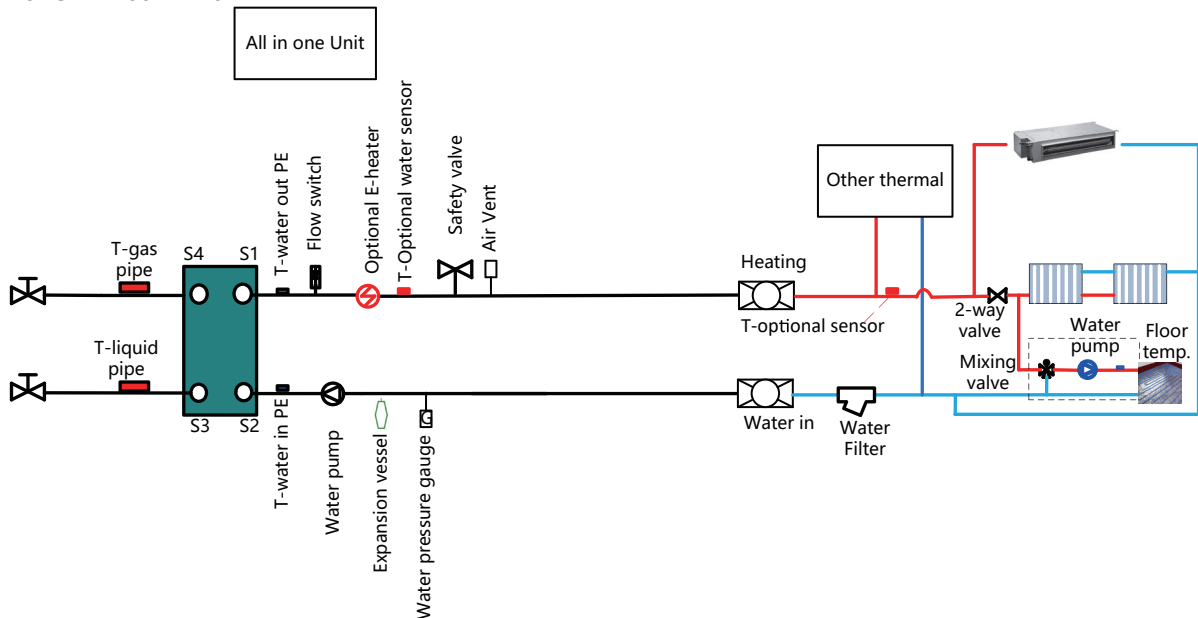 All in one Unit
T-water out PE
Flow switch
Optional E-heater
T-Optional water sensor
Safety valve
Air Vent
Other thermal
T-gas
pipe
S4
S1
Heating
T-optional sensor
2-way
valve
T-liquid
pipe
Water
pump
Floor
temp.
Mixing
valve
S3
S2
T-water in PE
Water pump
Expansion vessel
Water pressure gauge
G
Water in
Water
Filter